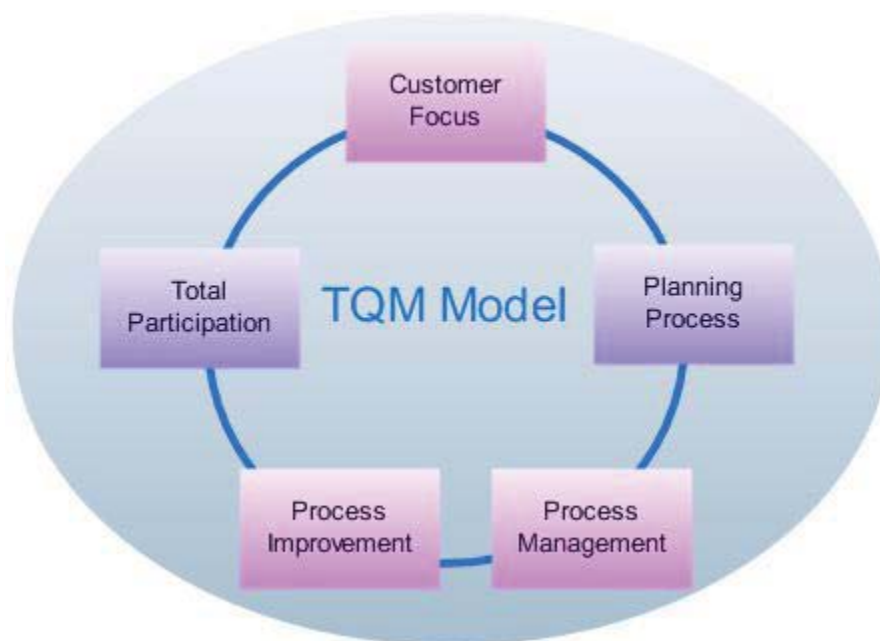 Customer
Focus
Total
Participation
TQM Model
Planning
Process
Process
Improvement
Process
Management